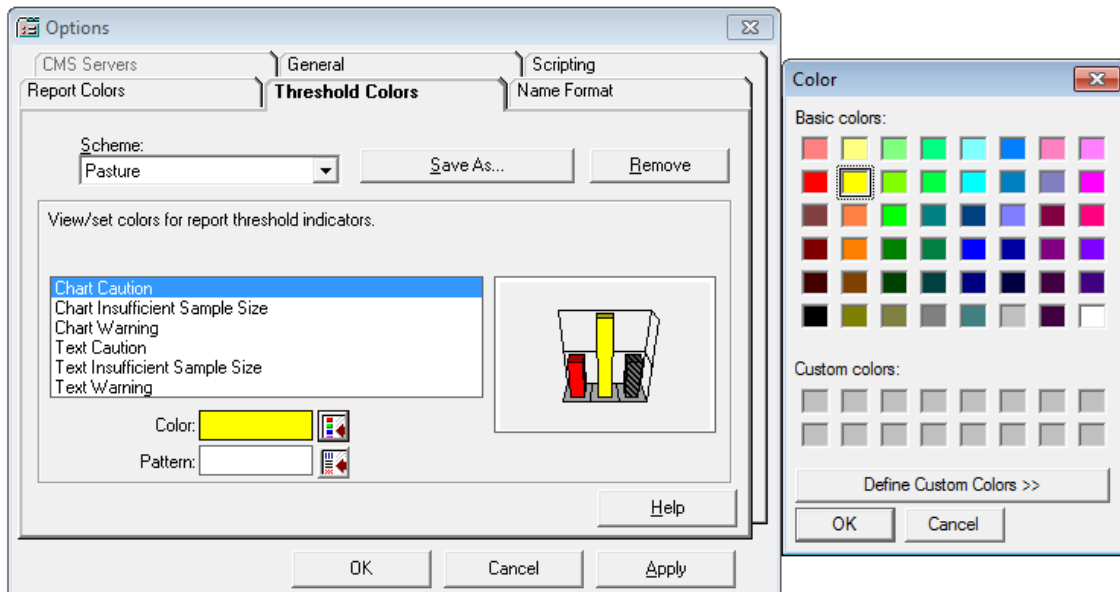 Options
CMS Servers
General
Scripting
Report Colors
Threshold Colors
Name Format
Scheme:
Pasture
Save As...
Remove
View/set colors for report threshold indicators.
Chart Caution
Chart Insufficient Sample Size
Chart Warning
Text Caution
Text Insufficient Sample Size
Text Warning
Color:
Pattern:
Help
OK
Cancel
Apply
Color
Basic colors:
Custom colors:
Define Custom Colors >>
OK
Cancel